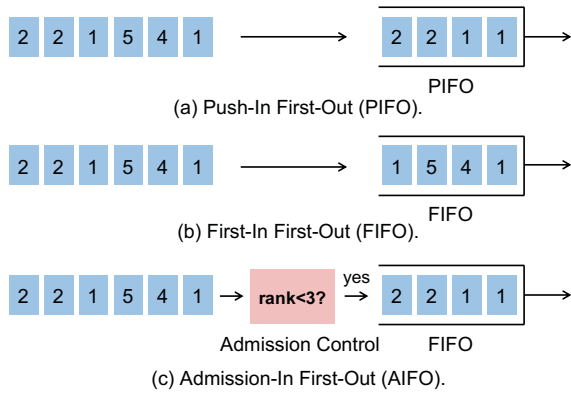 2 2 1 5 4 1 2 2 1 1
PIFO
(a) Push-In First-Out (PIFO).
2 2 1 5 4 1 1 5 4 1
FIFO
(b) First-In First-Out (FIFO).
yes
2 2 1 5 4 1 rank<3? 2 2 1 1
Admission Control FIFO
(c) Admission-In First-Out (AIFO).